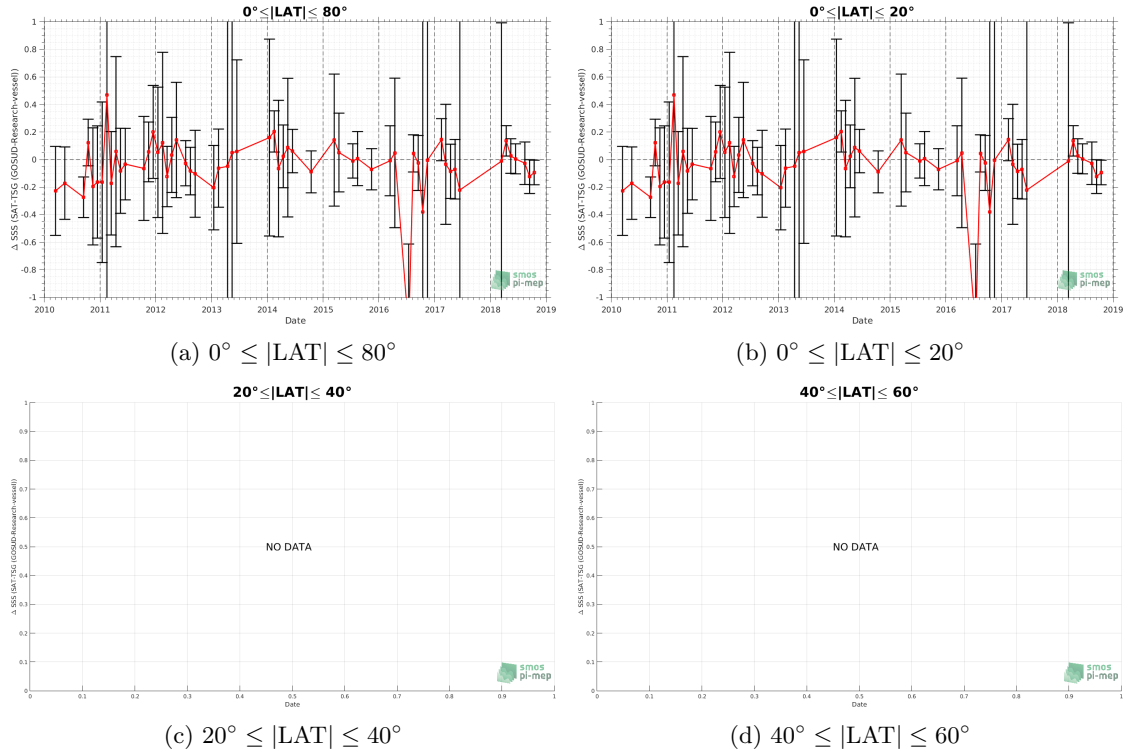 0°≤|LAT|≤ 80°
1
0.8
0.6
0.4
0.2
0
-0.2
-0.4
-0.6
-0.8
-1
Δ SSS (SAT-TSG (GOSUD-Research-vessel))
2010 2011 2012 2013 2014 2015 2016 2017 2018 2019
Date
smos
pi-mep
(a) 0° ≤ |LAT| ≤ 80°
0°≤|LAT|≤ 20°
1
0.8
0.6
0.4
0.2
0
-0.2
-0.4
-0.6
-0.8
-1
Δ SSS (SAT-TSG (GOSUD-Research-vessel))
2010 2011 2012 2013 2014 2015 2016 2017 2018 2019
Date
smos
pi-mep
(b) 0° ≤ |LAT| ≤ 20°
20°≤|LAT|≤ 40°
1
0.9
0.8
0.7
0.6
0.5
0.4
0.3
0.2
0.1
0
Δ SSS (SAT-TSG (GOSUD-Research-vessel))
NO DATA
0 0.1 0.2 0.3 0.4 0.5 0.6 0.7 0.8 0.9 1
Date
smos
pi-mep
(c) 20° ≤ |LAT| ≤ 40°
40°≤|LAT|≤ 60°
1
0.9
0.8
0.7
0.6
0.5
0.4
0.3
0.2
0.1
0
Δ SSS (SAT-TSG (GOSUD-Research-vessel))
NO DATA
0 0.1 0.2 0.3 0.4 0.5 0.6 0.7 0.8 0.9 1
Date
smos
pi-mep
(d) 40° ≤ |LAT| ≤ 60°